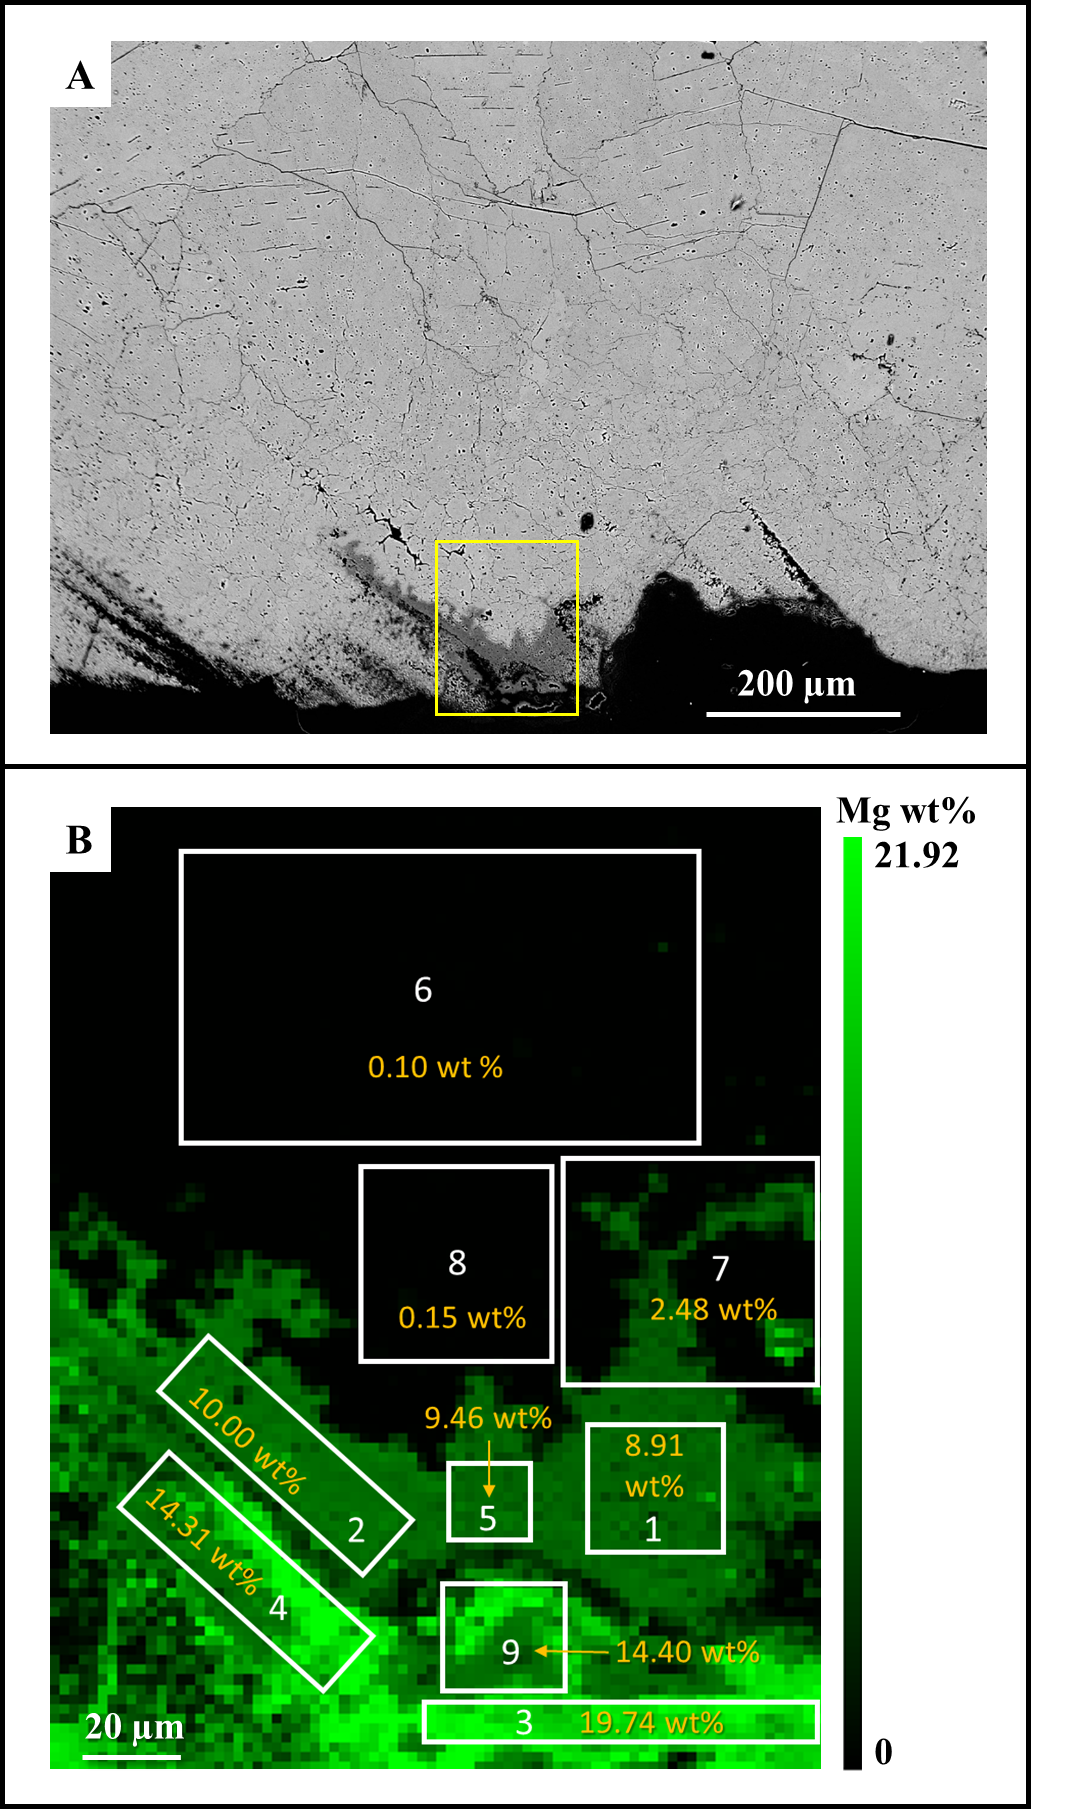 A
200 µm
B
Mg wt%
21.92
6
0.10 wt %
8
0.15 wt%
7
2.48 wt%
10.00 wt%
2
9.46 wt%
5
8.91
wt%
1
14.31 wt%
4
9
14.40 wt%
3
19.74 wt%
20 µm
0